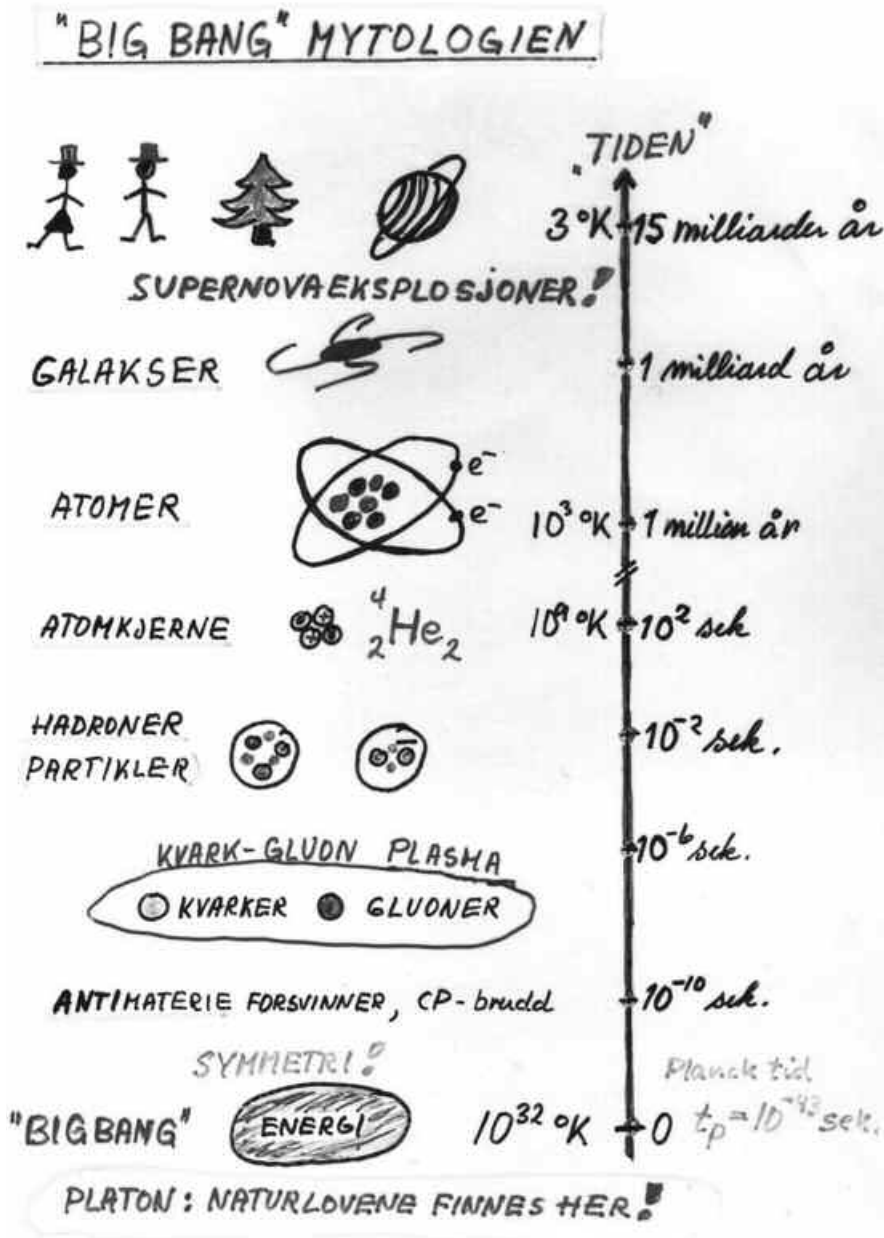 "BIG BANG" MYTOLOGIEN
"TIDEN"
3 °K 15 milliarder år
SUPERNOVAEKSPLOSJONER!
GALAKSER 1 milliard år
ATOMER e⁻
e⁻ 10³ °K 1 million år
ATOMKJERNE ⁴₂He₂ 10⁹ °K 10² sek
HADRONER
PARTIKLER 10⁻² sek.
KVARK-GLUON PLASMA 10⁻⁶ sek.
KVARKER GLUONER
ANTIMATERIE FORSVINNER, CP-brudd 10⁻¹⁰ sek.
SYMMETRI! Planck tid
"BIGBANG" ENERGI 10³² °K 0 tₚ=10⁻⁴³ sek.
PLATON: NATURLOVENE FINNES HER!